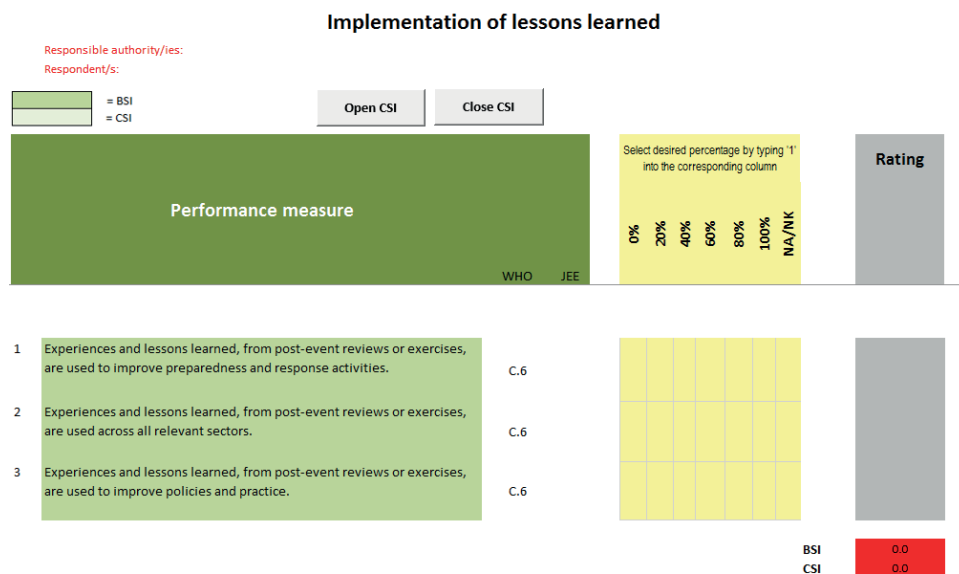 Implementation of lessons learned
Responsible authority/ies:
Respondent/s:
= BSI
= CSI
Open CSI
Close CSI
Performance measure
WHO JEE
Select desired percentage by typing '1'
into the corresponding column
0% 20% 40% 60% 80% 100% NA/NK
Rating
1 Experiences and lessons learned, from post-event reviews or exercises,
are used to improve preparedness and response activities.
C.6
2 Experiences and lessons learned, from post-event reviews or exercises,
are used across all relevant sectors.
C.6
3 Experiences and lessons learned, from post-event reviews or exercises,
are used to improve policies and practice.
C.6
BSI 0.0
CSI 0.0